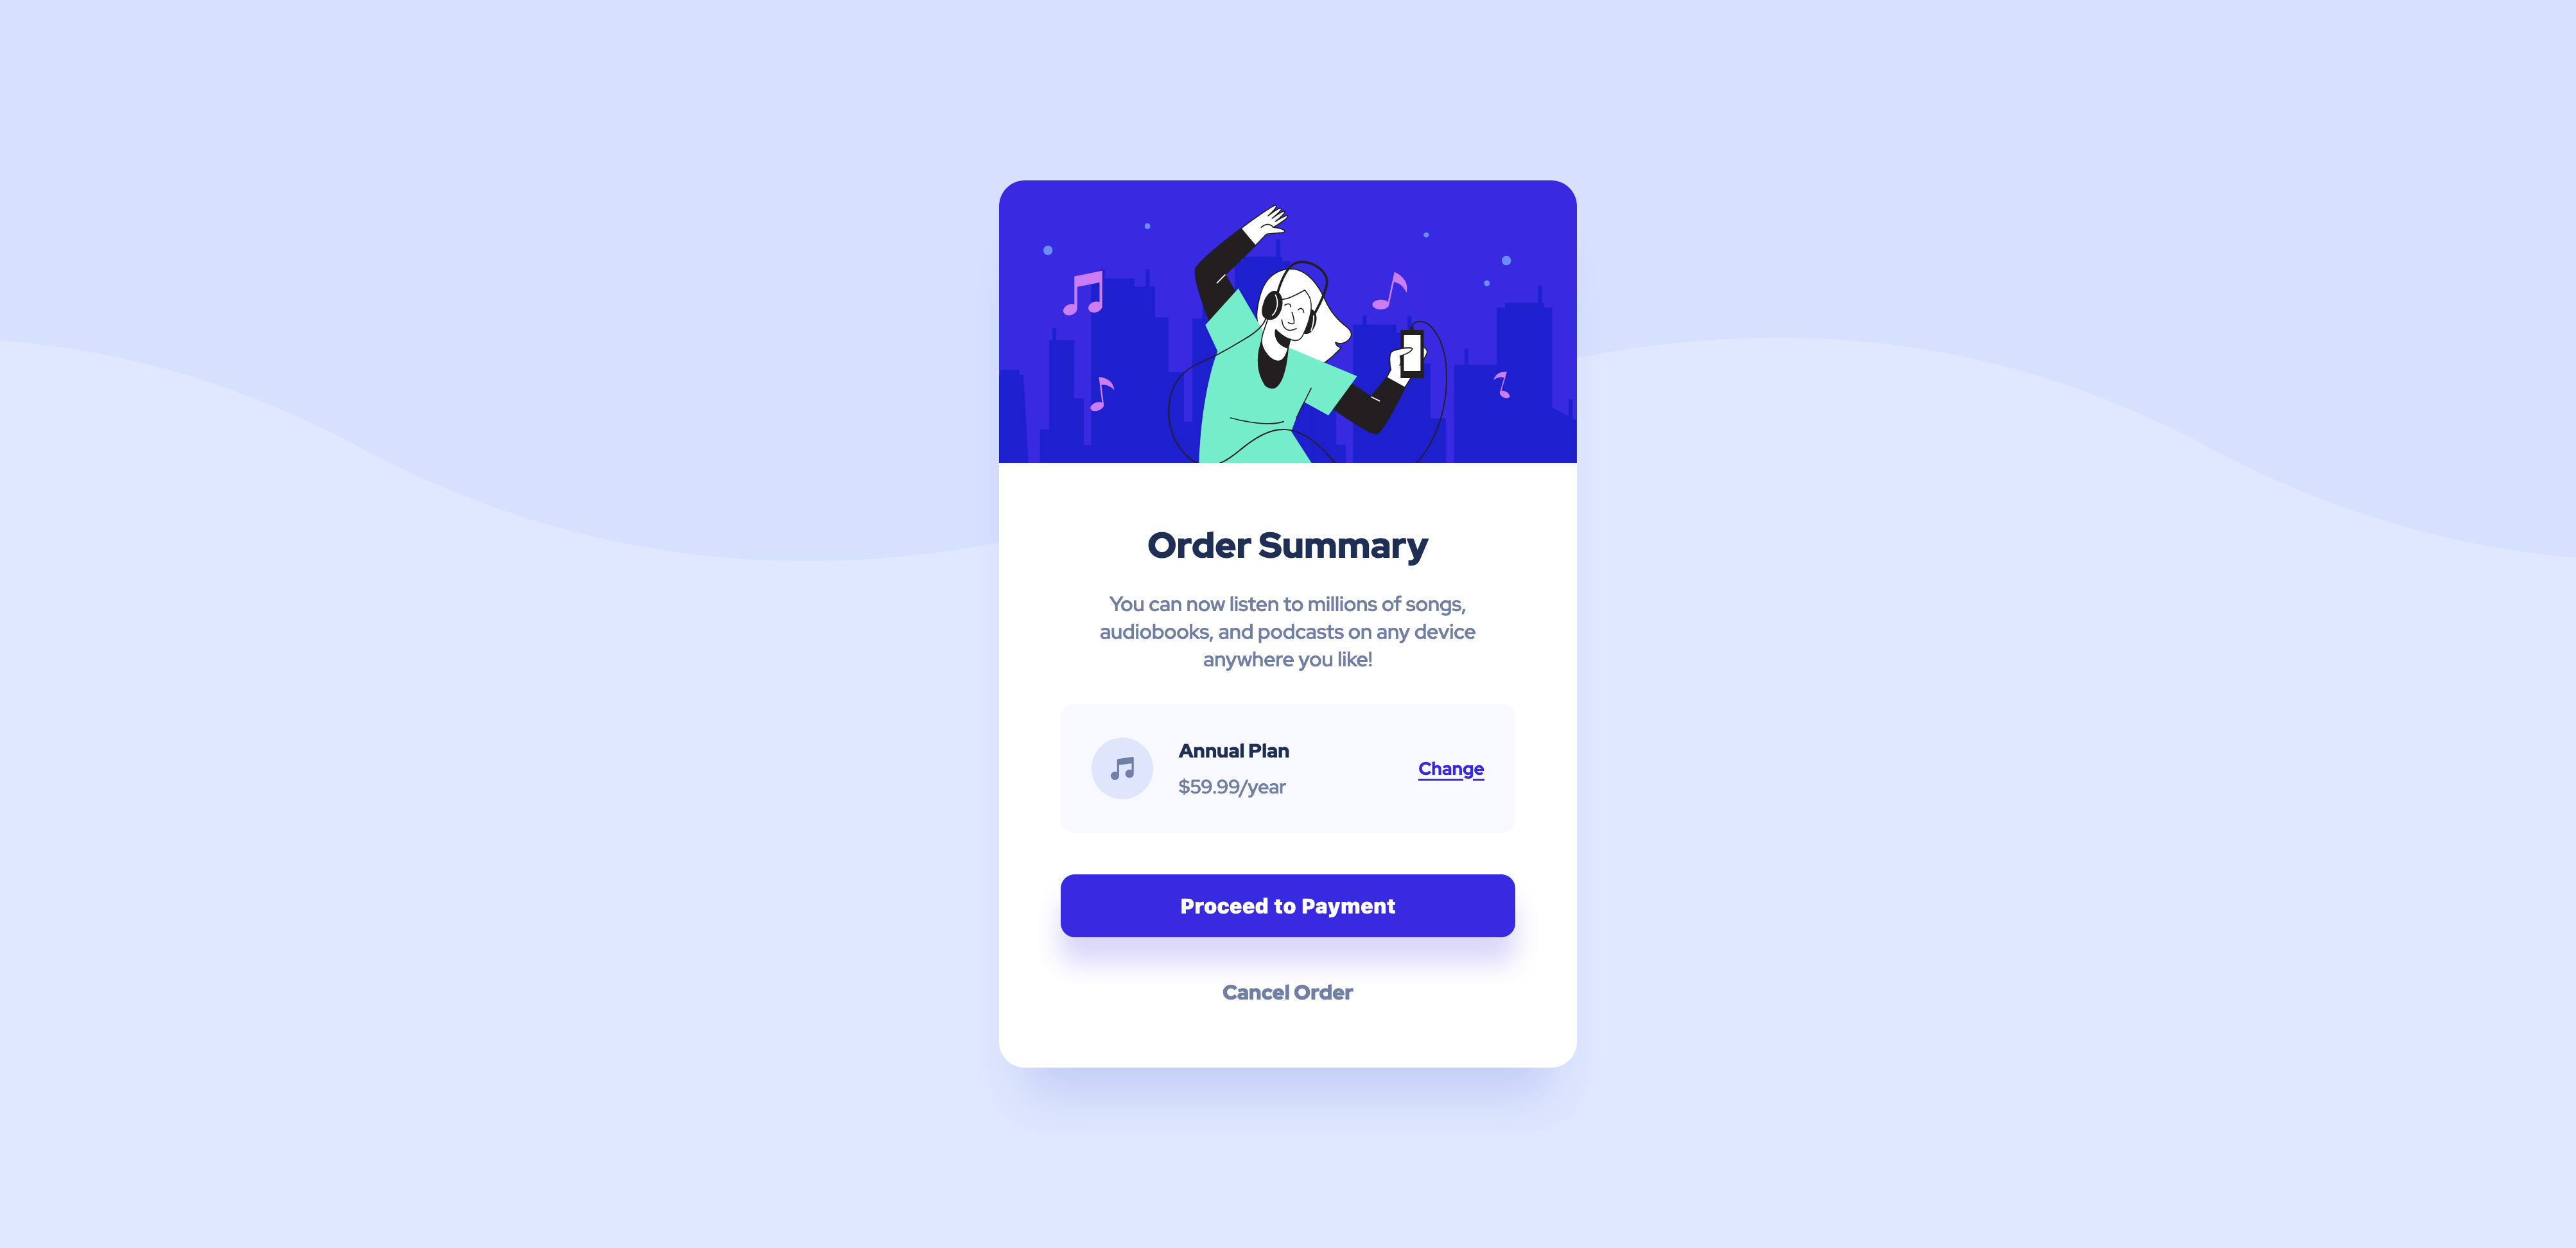 Order Summary
You can now listen to millions of songs,
audiobooks, and podcasts on any device
anywhere you like!
Annual Plan
$59.99/year
Change
Proceed to Payment
Cancel Order